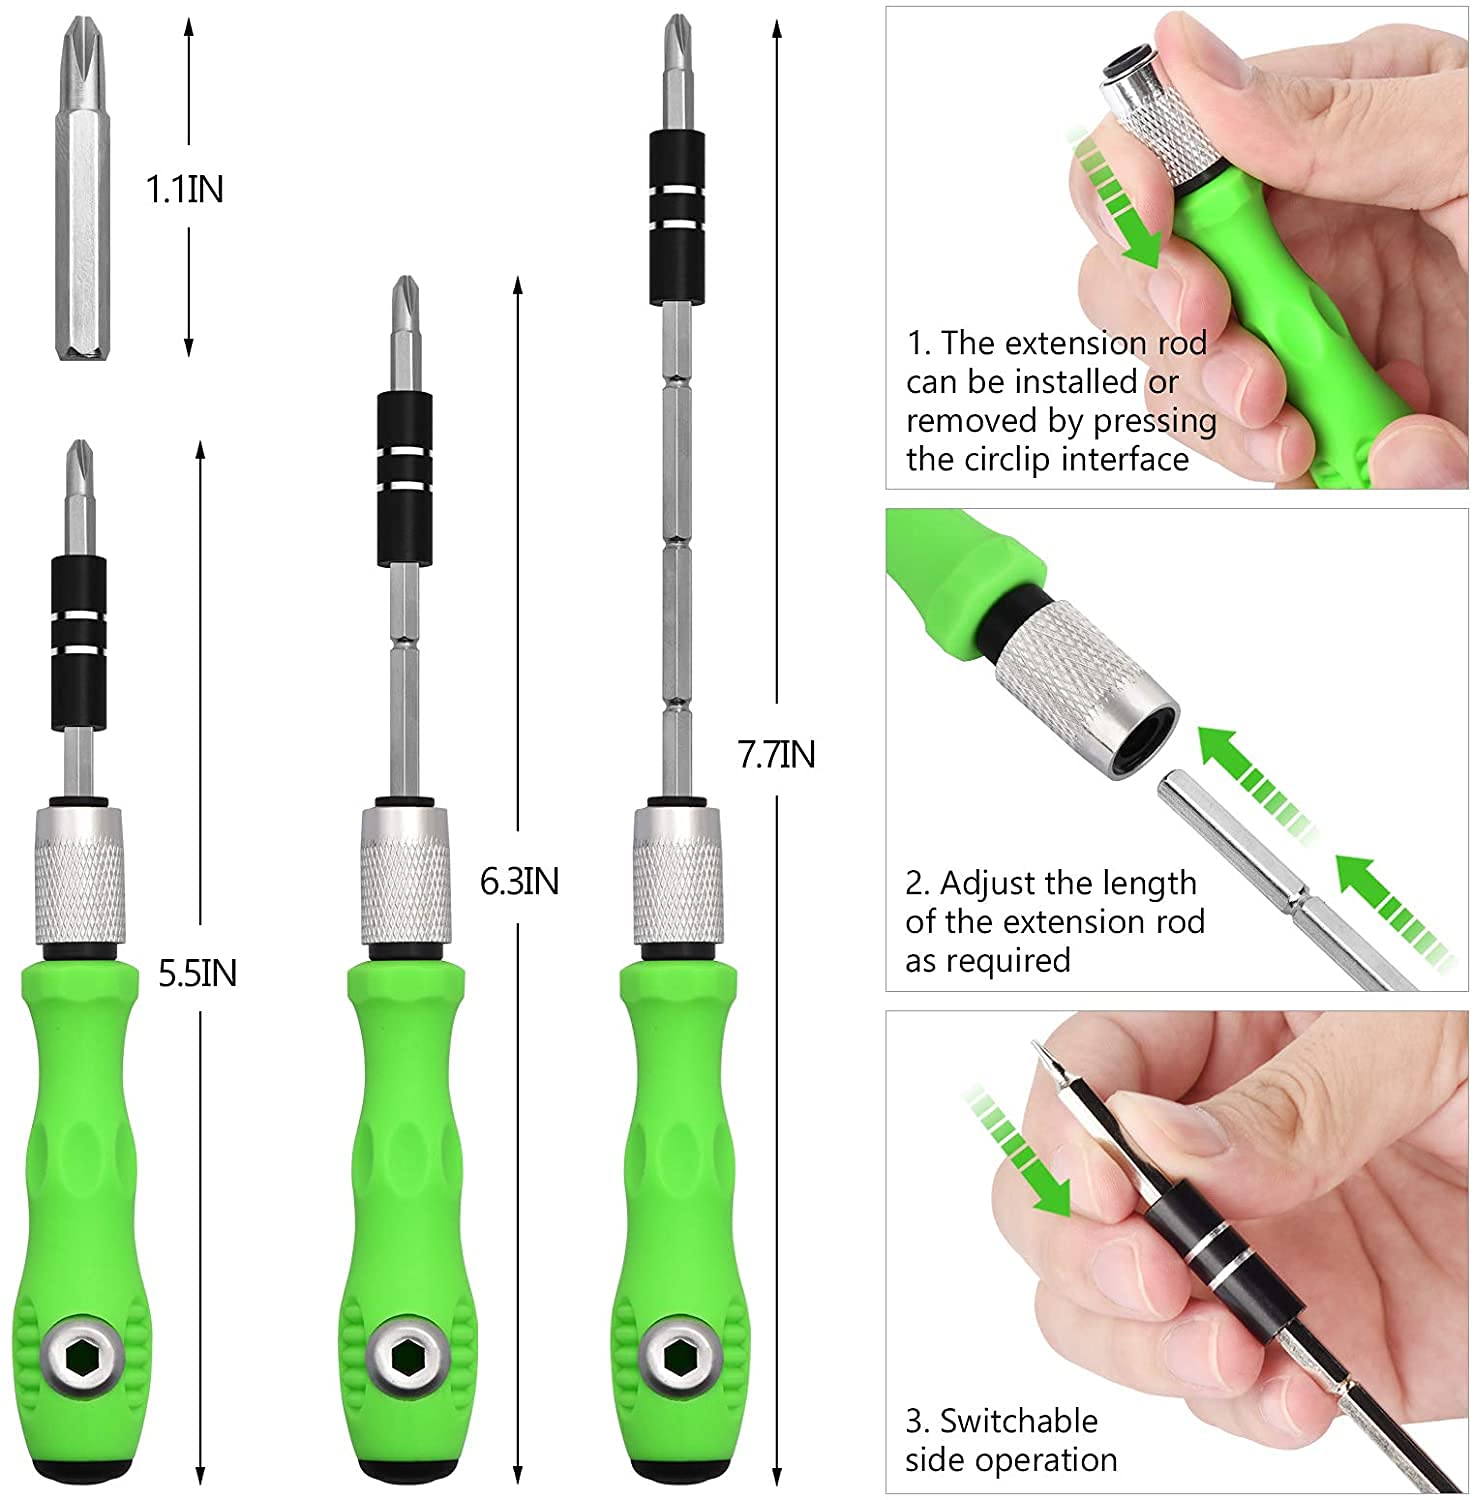 1.1IN
5.5IN
6.3IN
7.7IN
1. The extension rod
can be installed or
removed by pressing
the circlip interface
2. Adjust the length
of the extension rod
as required
3. Switchable
side operation